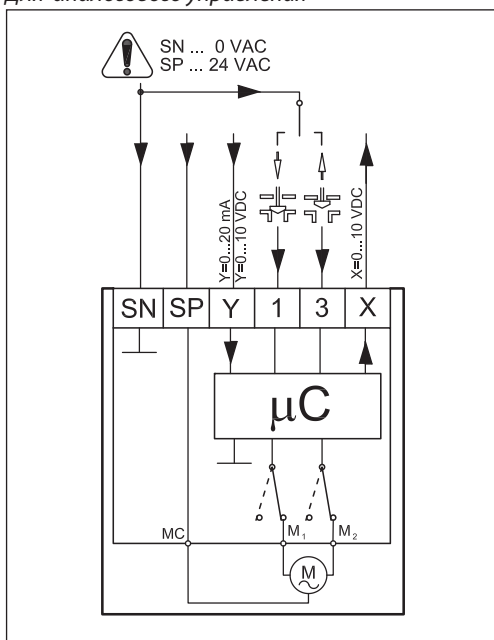 для аналогового управления
SN ... 0 VAC
SP ... 24 VAC
Y=0...20 mA
Y=0...10 VDC
X=0...10 VDC
SN SP Y 1 3 X
µC
MC M1 M2
M